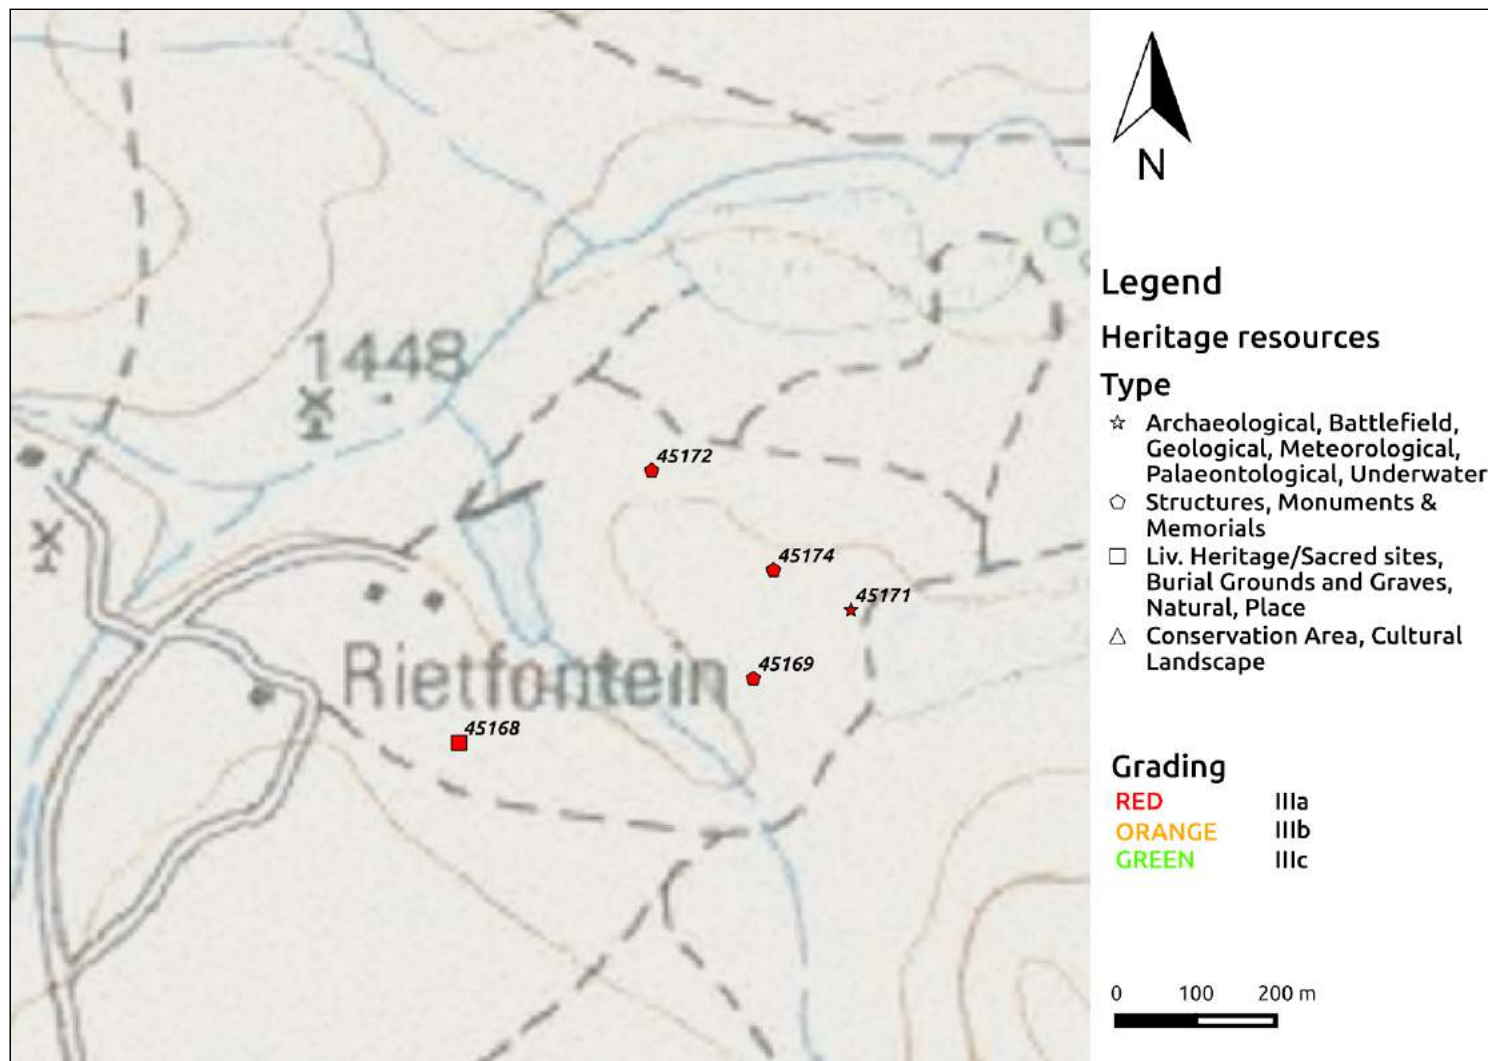 1448
45172
45174
45171
45169
Rietfontein
45168
N
Legend
Heritage resources
Type
Archaeological, Battlefield,
Geological, Meteorological,
Palaeontological, Underwater
Structures, Monuments &
Memorials
Liv. Heritage/Sacred sites,
Burial Grounds and Graves,
Natural, Place
Conservation Area, Cultural
Landscape
Grading
RED IIIa
ORANGE IIIb
GREEN IIIc
0 100 200 m